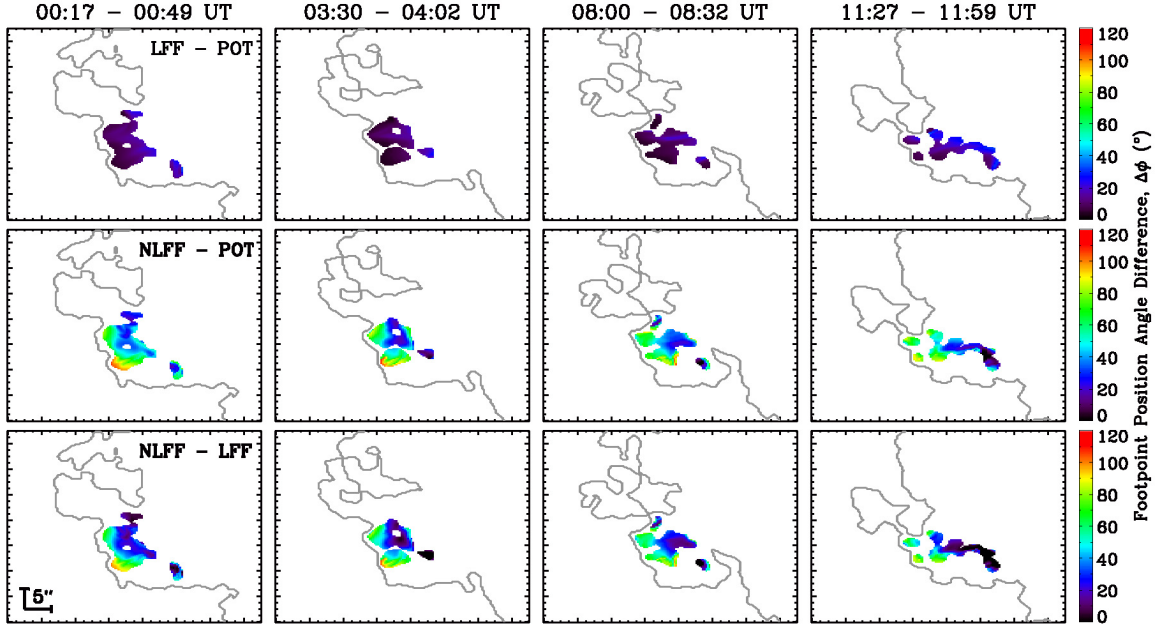 00:17 – 00:49 UT
03:30 – 04:02 UT
08:00 – 08:32 UT
11:27 – 11:59 UT
LFF – POT
120
100
80
60
40
20
0
NLFF – POT
120
100
80
60
40
20
0
NLFF – LFF
120
100
80
60
40
20
0
5"
Footpoint Position Angle Difference, Δϕ (°)